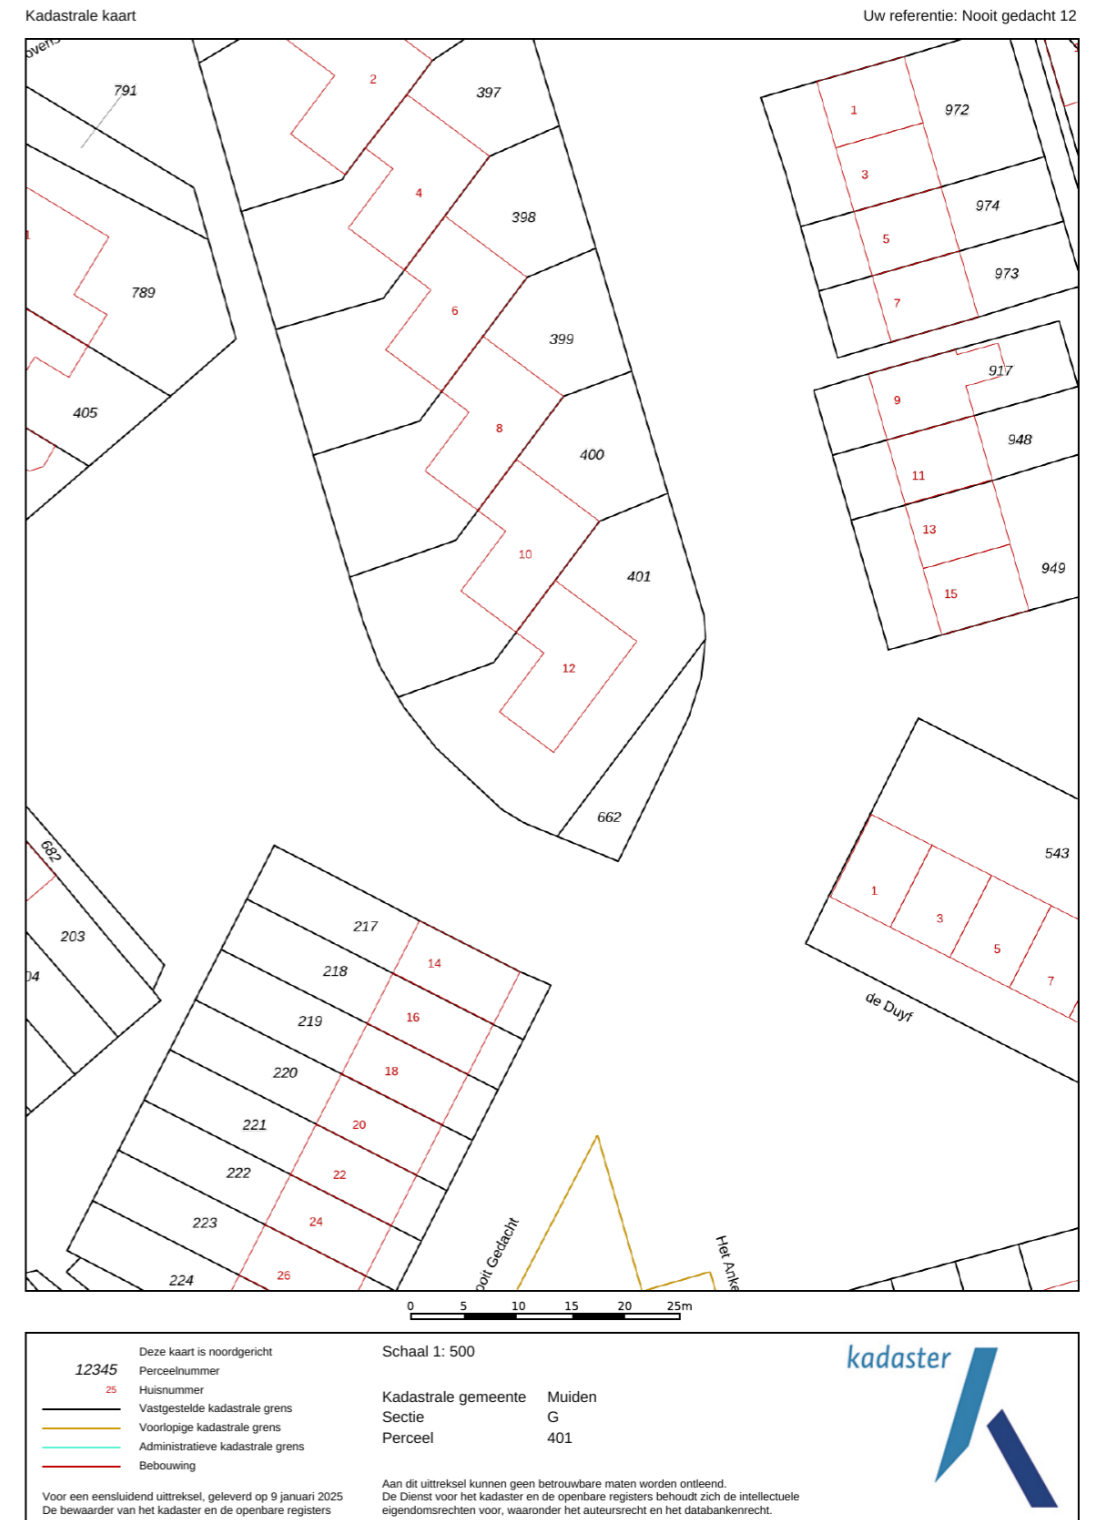 Kadastrale kaart
Uw referentie: Nooit gedacht 12
791
2
397
1
972
3
4
398
974
5
789
973
6
7
399
917
9
405
8
400
948
11
10
13
401
949
15
12
662
682
543
1
203
217
3
14
5
218
04
7
de Duyf
16
219
18
220
20
221
22
222
24
223
26
224
ooit Gedacht
Het Anke
0 5 10 15 20 25m
Deze kaart is noordgericht
12345 Perceelnummer
25 Huisnummer
Vastgestelde kadastrale grens
Voorlopige kadastrale grens
Administratieve kadastrale grens
Bebouwing
Voor een eensluidend uittreksel, geleverd op 9 januari 2025
De bewaarder van het kadaster en de openbare registers
Schaal 1: 500
Kadastrale gemeente Muiden
Sectie G
Perceel 401
Aan dit uittreksel kunnen geen betrouwbare maten worden ontleend.
De Dienst voor het kadaster en de openbare registers behoudt zich de intellectuele
eigendomsrechten voor, waaronder het auteursrecht en het databankenrecht.
kadaster